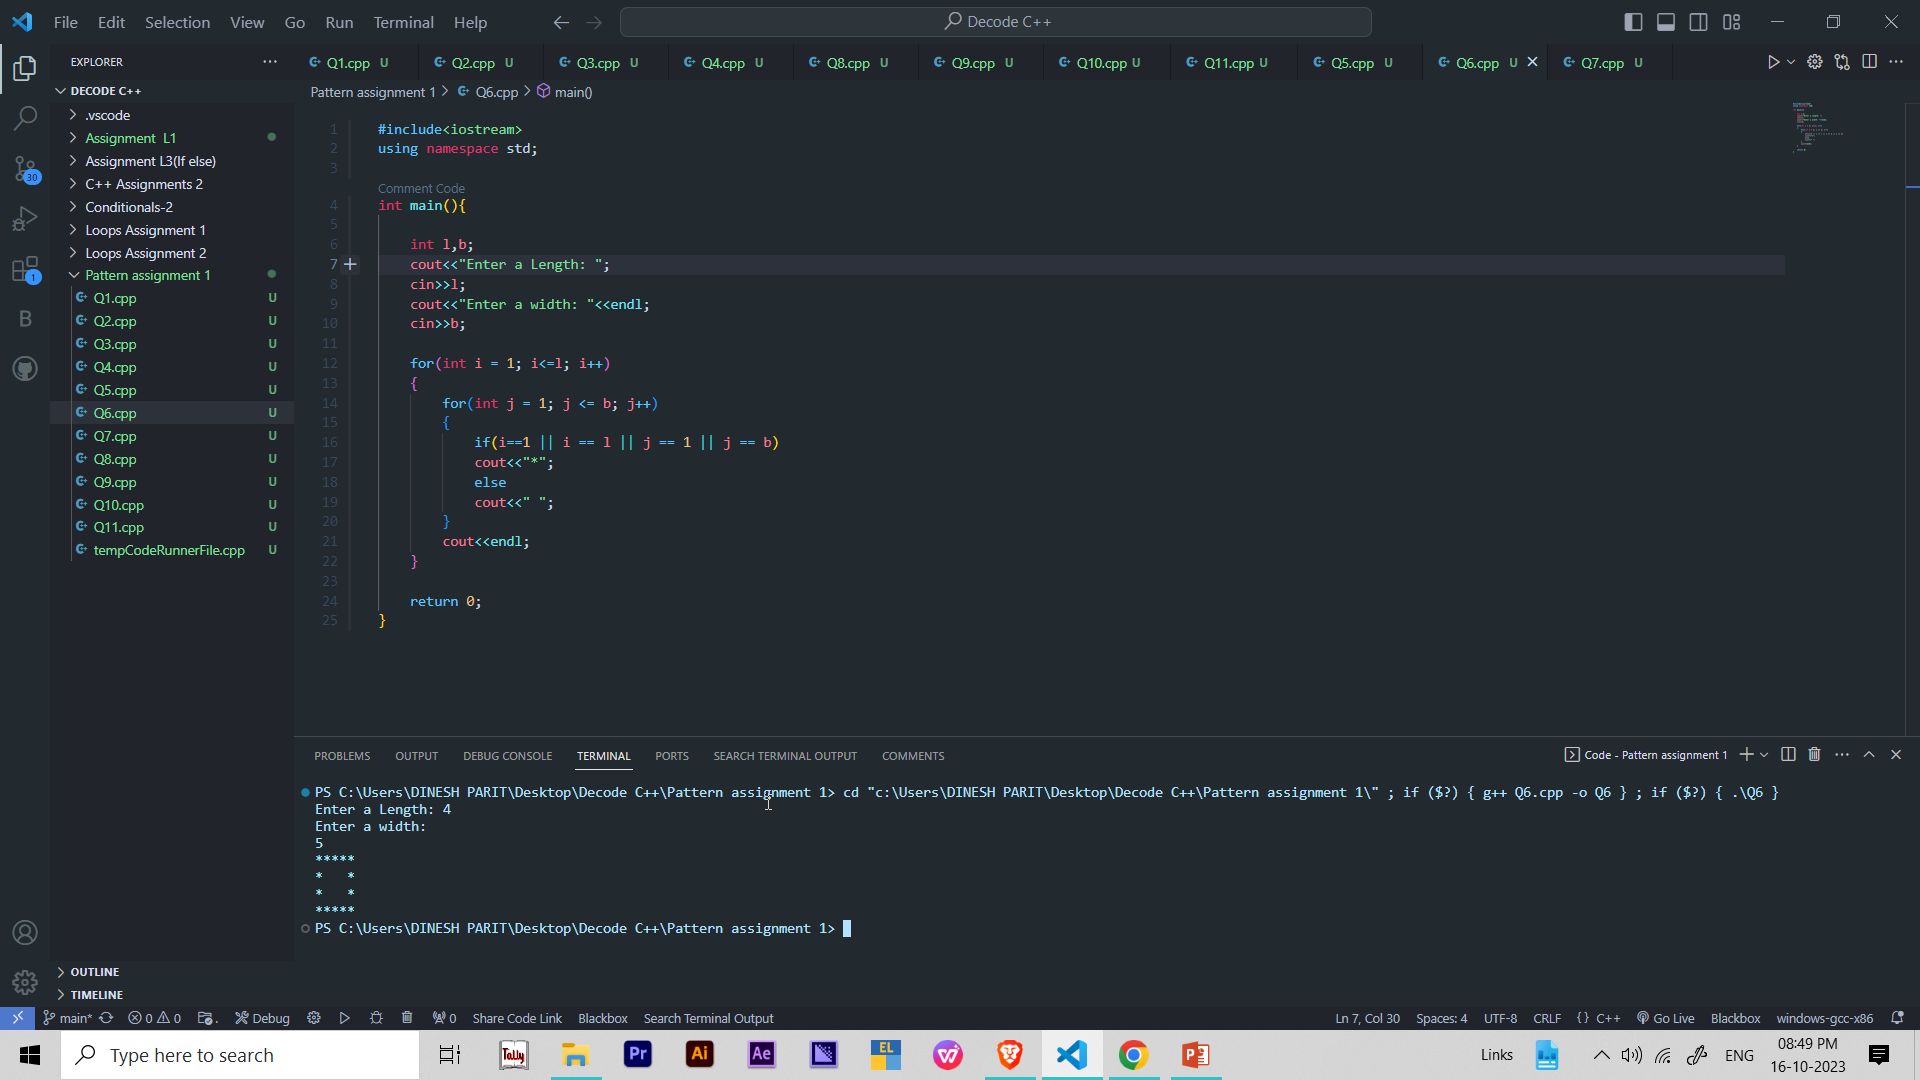 File Edit Selection View Go Run Terminal Help
Decode C++
EXPLORER
DECODE C++
.vscode
Assignment L1
Assignment L3(If else)
C++ Assignments 2
Conditionals-2
Loops Assignment 1
Loops Assignment 2
Pattern assignment 1
Q1.cpp U
Q2.cpp U
Q3.cpp U
Q4.cpp U
Q5.cpp U
Q6.cpp U
Q7.cpp U
Q8.cpp U
Q9.cpp U
Q10.cpp U
Q11.cpp U
tempCodeRunnerFile.cpp U
OUTLINE
TIMELINE
30
1
B
Q1.cpp U Q2.cpp U Q3.cpp U Q4.cpp U Q8.cpp U Q9.cpp U Q10.cpp U Q11.cpp U Q5.cpp U Q6.cpp U Q7.cpp U
Pattern assignment 1 > Q6.cpp > main()
1 #include<iostream>
2 using namespace std;
3
Comment Code
4 int main(){
5
6 int l,b;
7 cout<<"Enter a Length: ";
8 cin>>l;
9 cout<<"Enter a width: "<<endl;
10 cin>>b;
11
12 for(int i = 1; i<=l; i++)
13 {
14 for(int j = 1; j <= b; j++)
15 {
16 if(i==1 || i == l || j == 1 || j == b)
17 cout<<"*";
18 else
19 cout<<" ";
20 }
21 cout<<endl;
22 }
23
24 return 0;
25 }
PROBLEMS OUTPUT DEBUG CONSOLE TERMINAL PORTS SEARCH TERMINAL OUTPUT COMMENTS
Code - Pattern assignment 1
PS C:\Users\DINESH PARIT\Desktop\Decode C++\Pattern assignment 1> cd "c:\Users\DINESH PARIT\Desktop\Decode C++\Pattern assignment 1\" ; if ($?) { g++ Q6.cpp -o Q6 } ; if ($?) { .\Q6 }
Enter a Length: 4
Enter a width:
5
*****
*   *
*   *
*****
PS C:\Users\DINESH PARIT\Desktop\Decode C++\Pattern assignment 1>
main* 0 0 Debug 0 Share Code Link Blackbox Search Terminal Output
Ln 7, Col 30 Spaces: 4 UTF-8 CRLF {} C++ Go Live Blackbox windows-gcc-x86
Type here to search
Tally
Pr
Ai
Ae
EL
Links
ENG
08:49 PM
16-10-2023